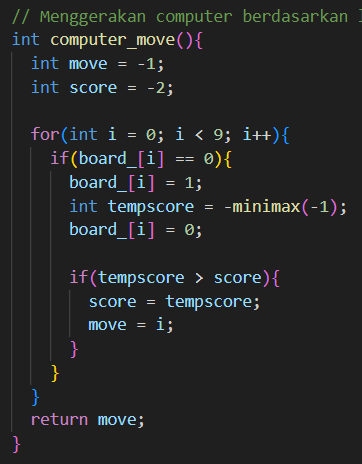 // Menggerakan computer berdasarkan
int computer_move(){
  int move = -1;
  int score = -2;

  for(int i = 0; i < 9; i++){
    if(board_[i] == 0){
      board_[i] = 1;
      int tempscore = -minimax(-1);
      board_[i] = 0;

      if(tempscore > score){
        score = tempscore;
        move = i;
      }
    }
  }
  return move;
}